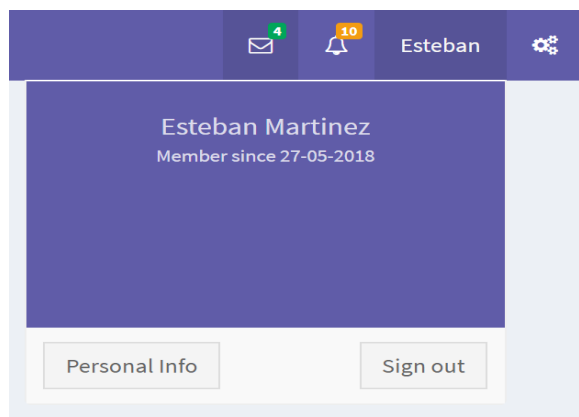 4 10 Esteban
Esteban Martinez
Member since 27-05-2018
Personal Info Sign out